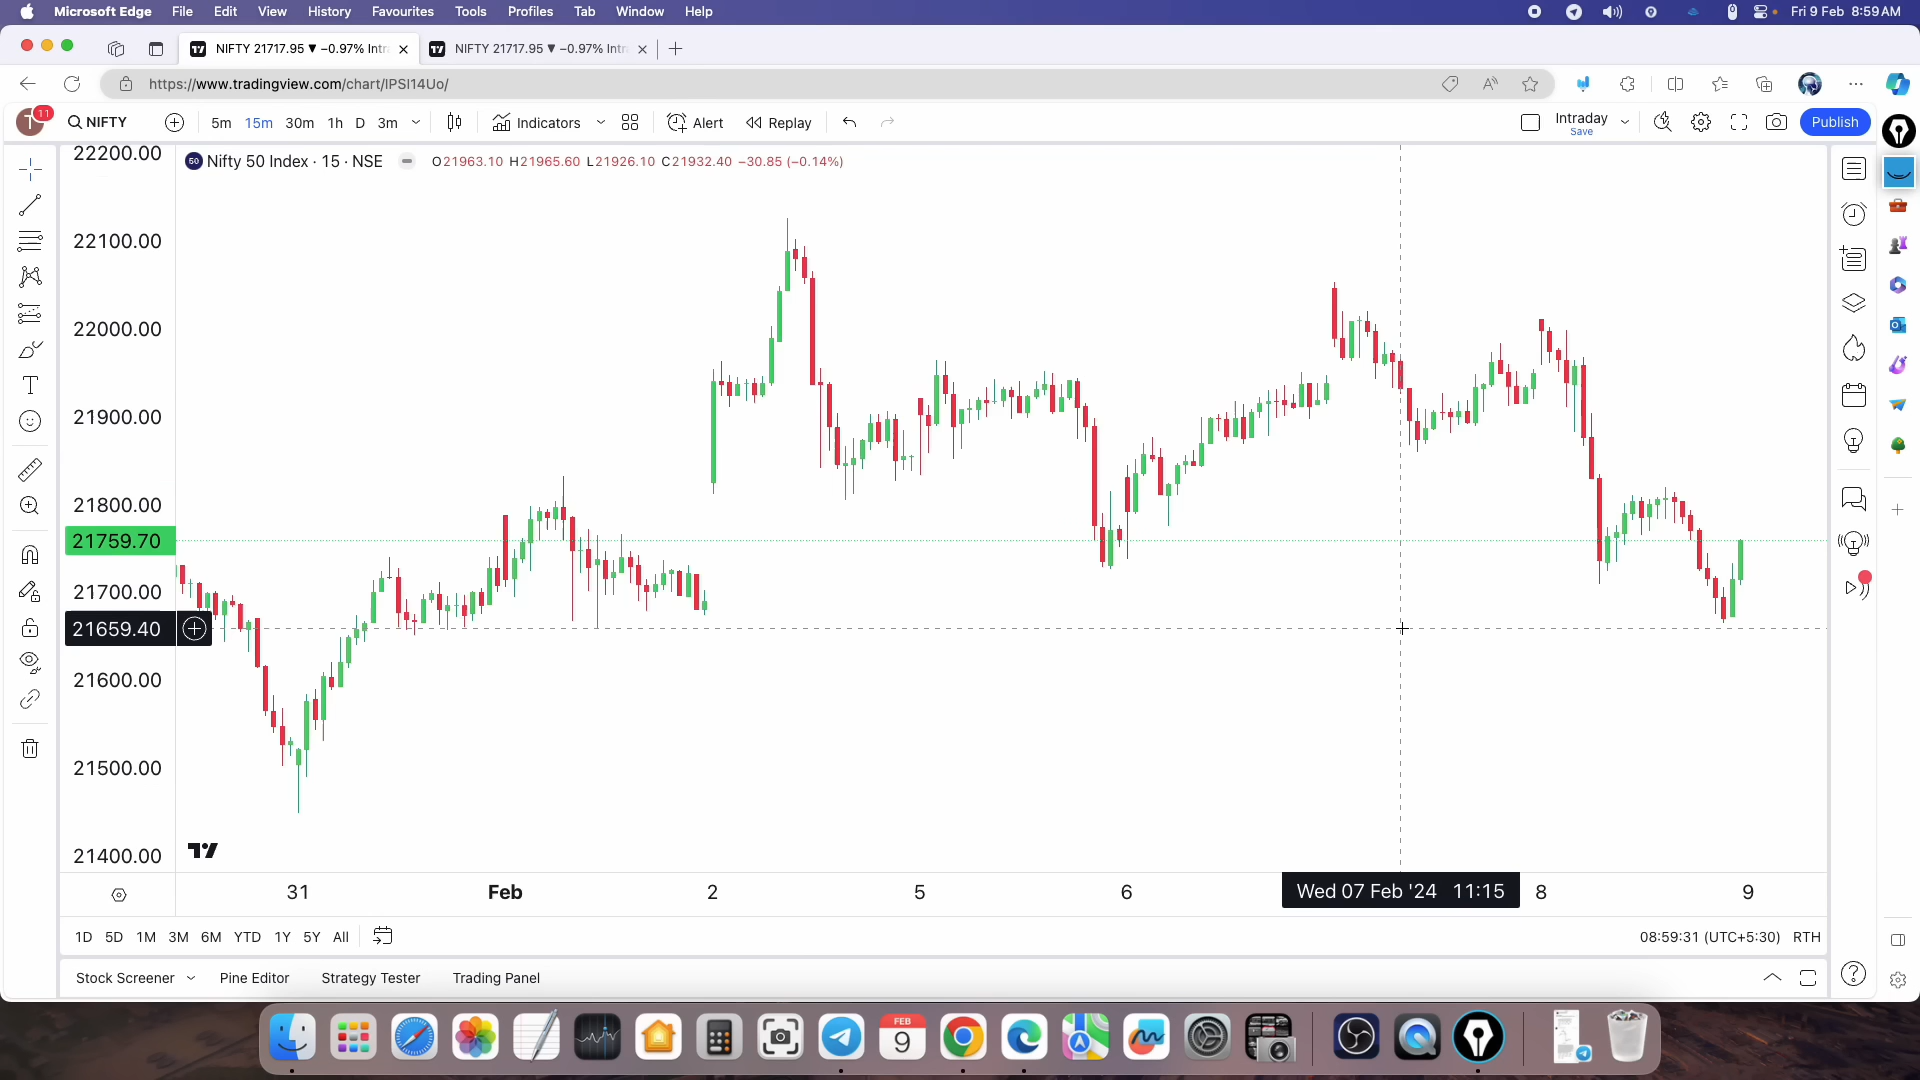 Microsoft Edge File Edit View History Favourites Tools Profiles Tab Window Help
Fri 9 Feb 8:59 AM
NIFTY 21717.95 ▼ −0.97% Intr
NIFTY 21717.95 ▼ −0.97% Intr
https://www.tradingview.com/chart/IPSI14Uo/
T 11
NIFTY 5m 15m 30m 1h D 3m Indicators Alert Replay
Intraday
Save
Publish
50 Nifty 50 Index · 15 · NSE O21963.10 H21965.60 L21926.10 C21932.40 −30.85 (−0.14%)
22200.00
22100.00
22000.00
21900.00
21800.00
21759.70
21700.00
21659.40
21600.00
21500.00
21400.00
31 Feb 2 5 6 Wed 07 Feb '24 11:15 8 9
1D 5D 1M 3M 6M YTD 1Y 5Y All
08:59:31 (UTC+5:30) RTH
Stock Screener Pine Editor Strategy Tester Trading Panel
FEB
9